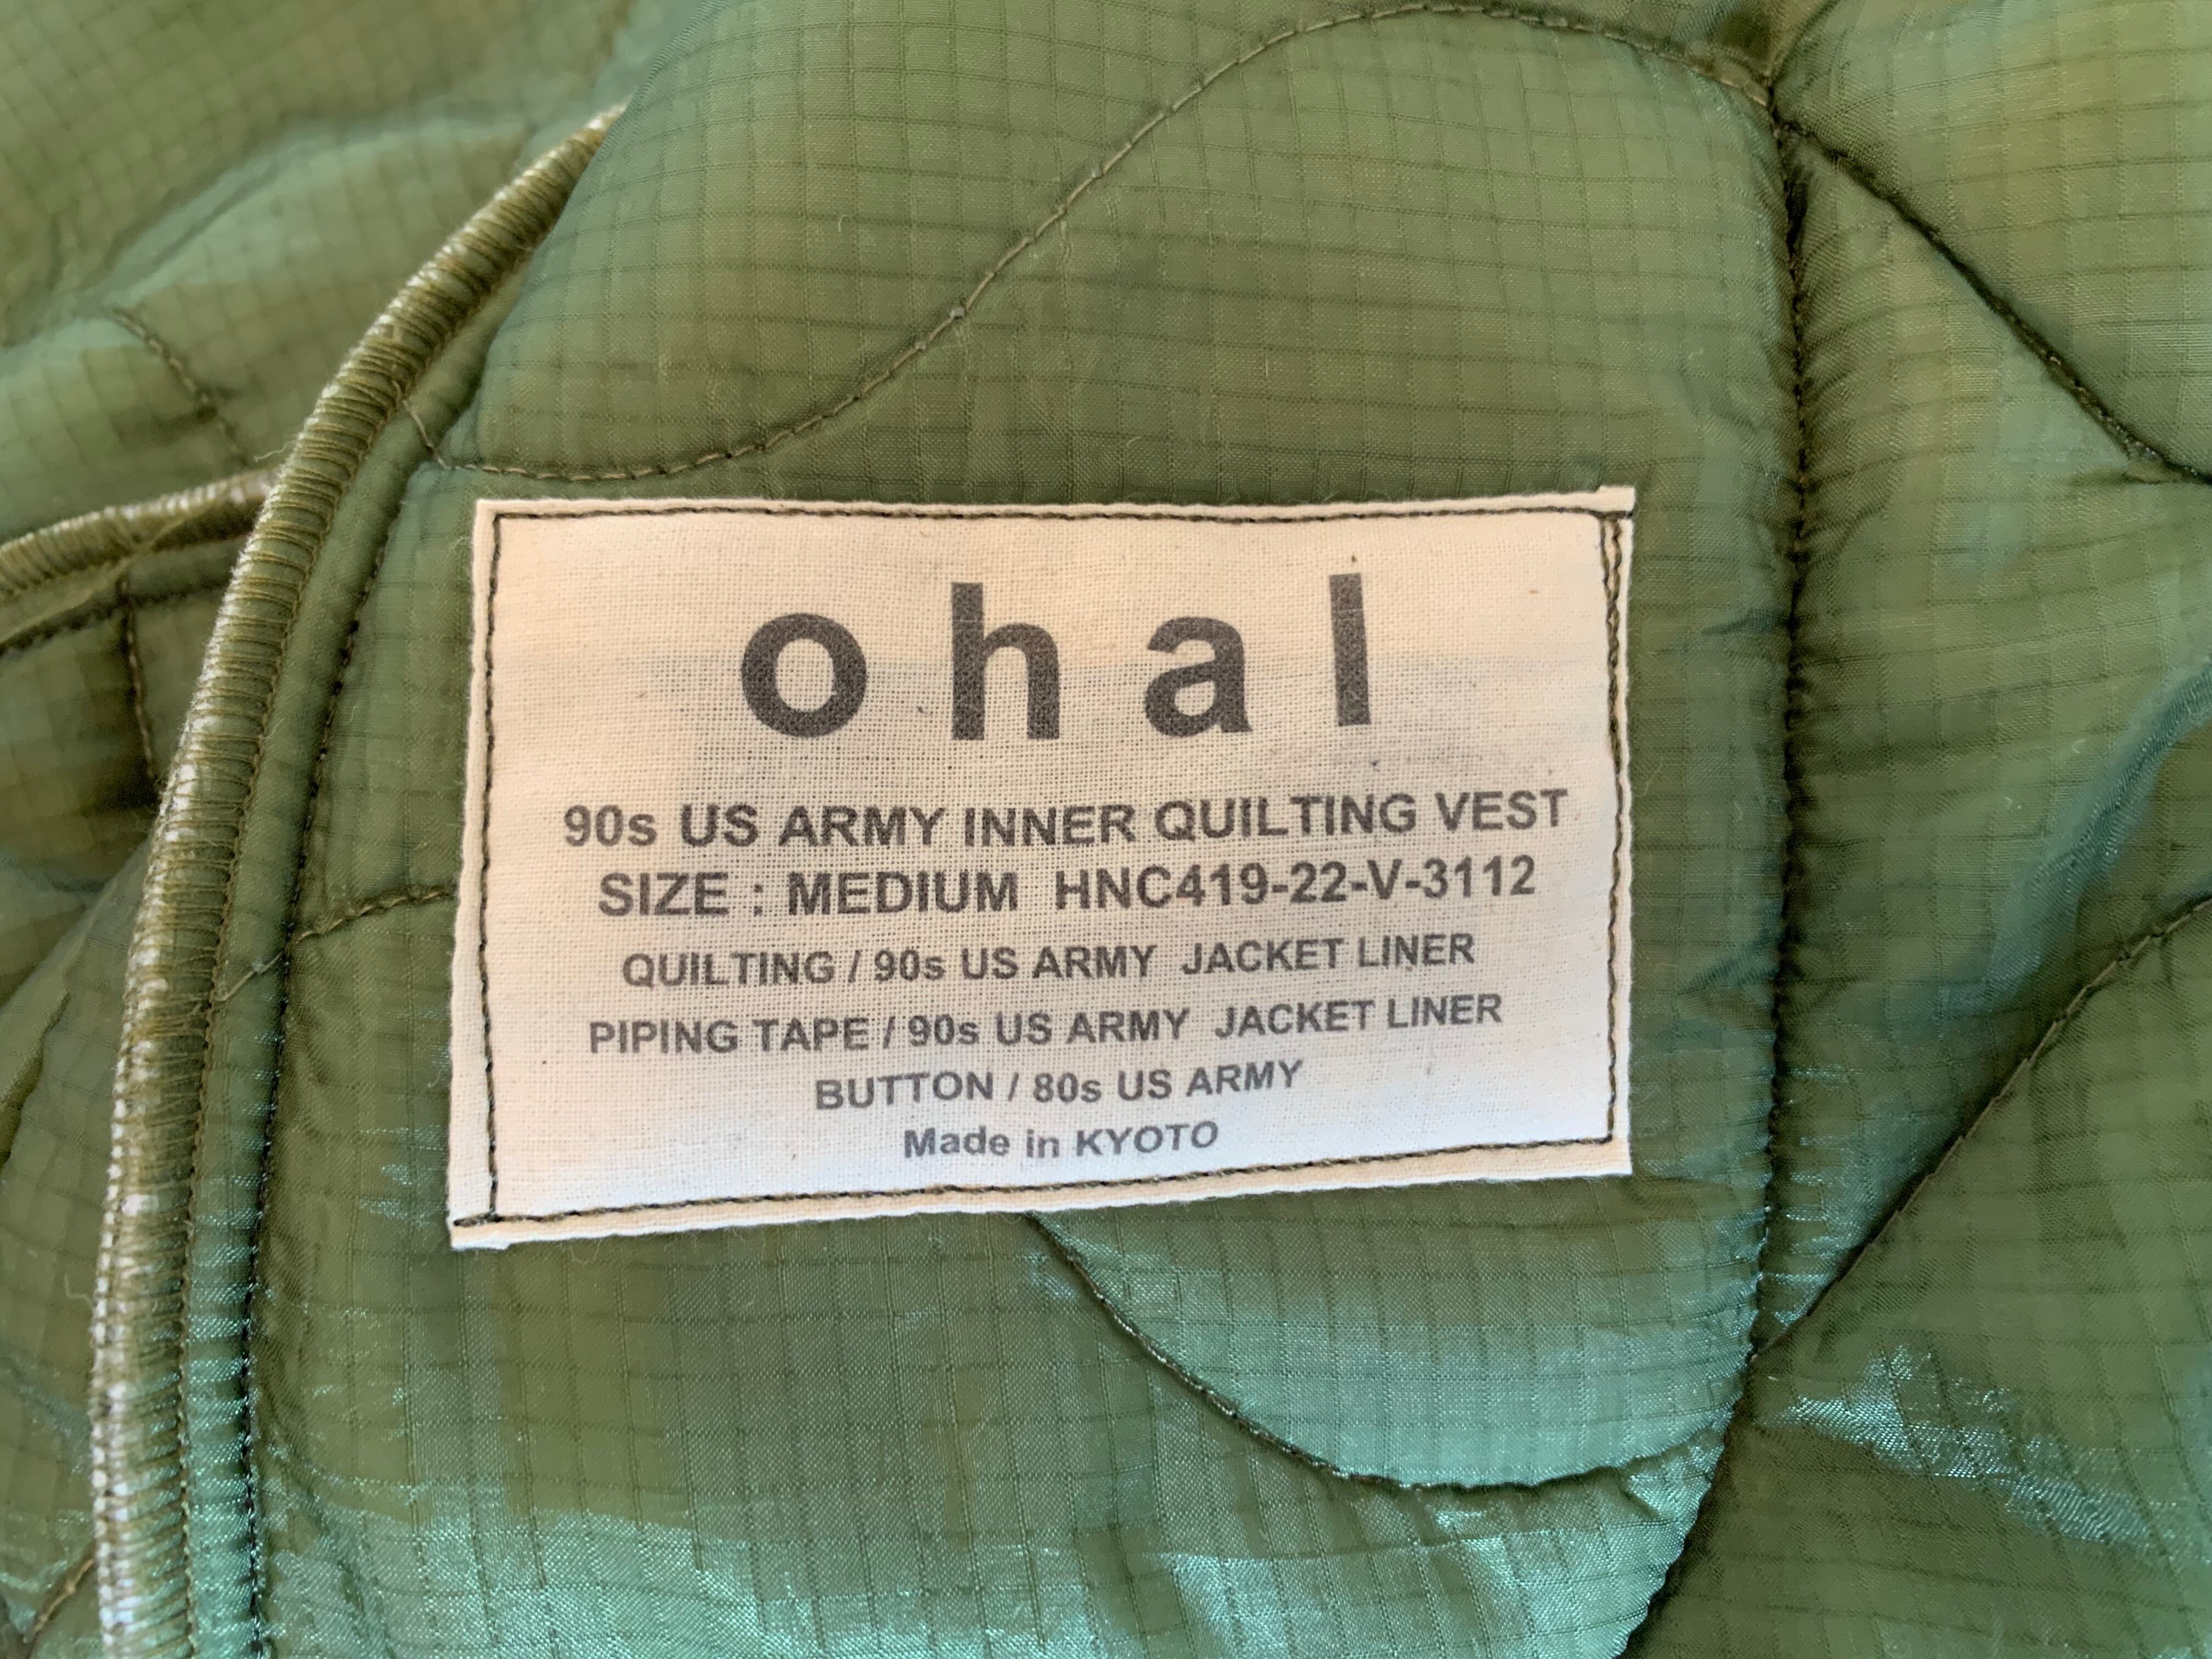 ohal
90s US ARMY INNER QUILTING VEST
SIZE : MEDIUM HNC419-22-V-3112
QUILTING / 90s US ARMY JACKET LINER
PIPING TAPE / 90s US ARMY JACKET LINER
BUTTON / 80s US ARMY
Made in KYOTO